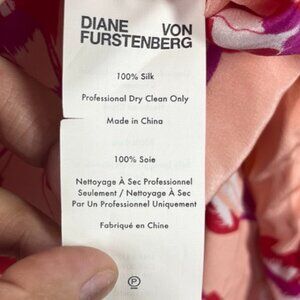 DIANE VON
FURSTENBERG
100% Silk
Professional Dry Clean Only
Made in China
100% Soie
Nettoyage À Sec Professionnel
Seulement / Nettoyage À Sec
Par Un Professionnel Uniquement
Fabriqué en Chine
P